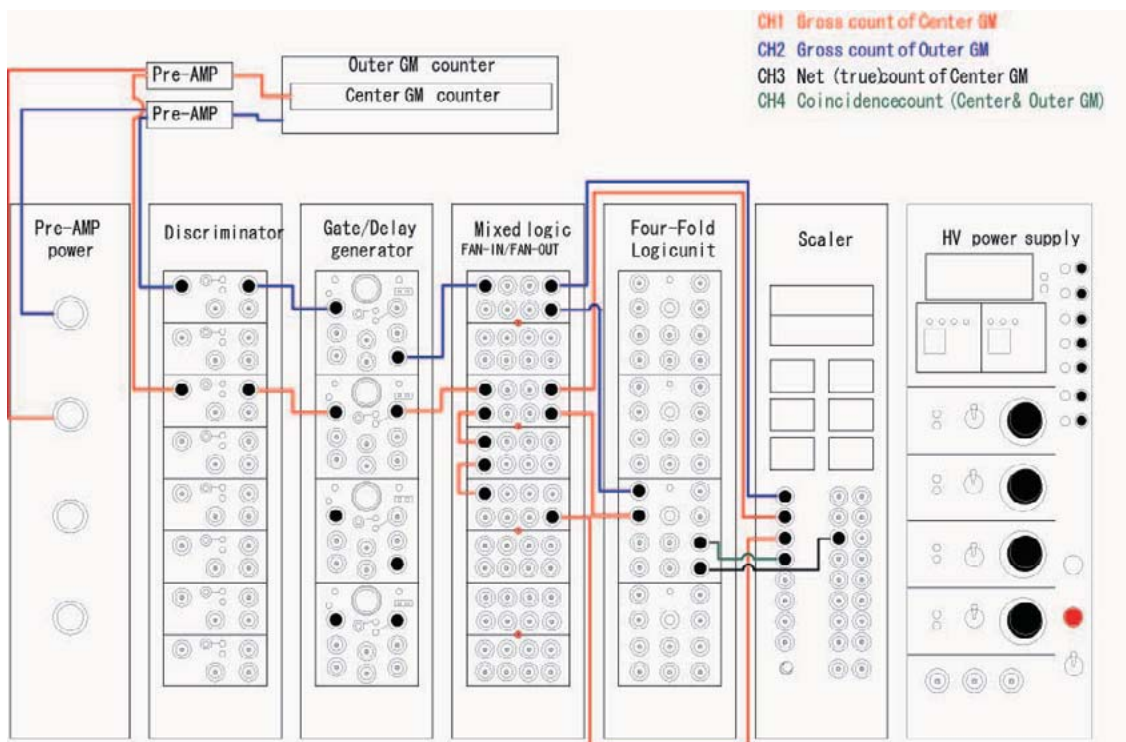 CH1 Gross count of Center GM
CH2 Gross count of Outer GM
CH3 Net (true)count of Center GM
CH4 Coincidencecount (Center& Outer GM)
Outer GM counter
Pre-AMP
Center GM counter
Pre-AMP
Pre-AMP
power
Discriminator
Gate/Delay
generator
Mixed logic
FAN-IN/FAN-OUT
Four-Fold
Logicunit
Scaler
HV power supply